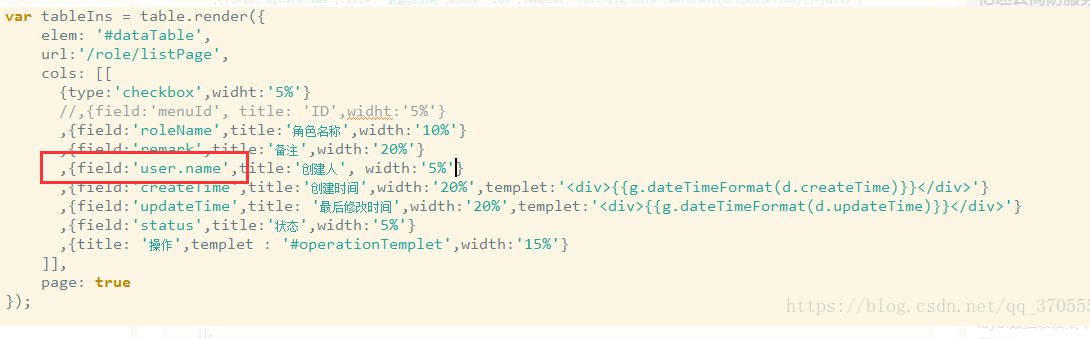 var tableIns = table.render({
elem: '#dataTable',
url:'/role/listPage',
cols: [[
{type:'checkbox',widht:'5%'}
//,{field:'menuId', title: 'ID',widht:'5%'}
,{field:'roleName',title:'角色名称',width:'10%'}
,{field:'remark',title:'备注',width:'20%'}
,{field:'user.name',title:'创建人', width:'5%'}
,{field:'createTime',title:'创建时间',width:'20%',templet:'<div>{{g.dateTimeFormat(d.createTime)}}</div>'}
,{field:'updateTime',title: '最后修改时间',width:'20%',templet:'<div>{{g.dateTimeFormat(d.updateTime)}}</div>'}
,{field:'status',title:'状态',width:'5%'}
,{title: '操作',templet : '#operationTemplet',width:'15%'}
]],
page: true
});
https://blog.csdn.net/qq_370555
]],